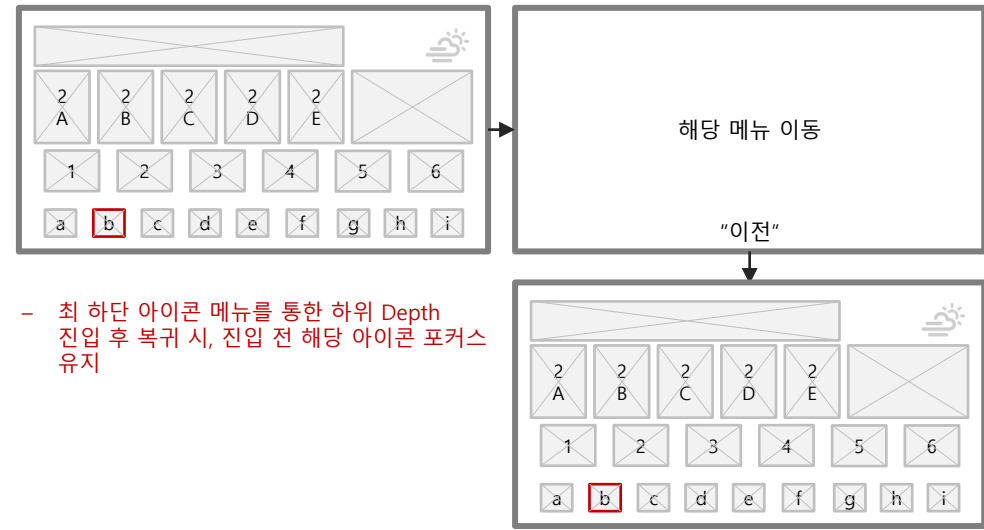 2 2 2 2 2
A B C D E
1 2 3 4 5 6
a b c d e f g h i
해당 메뉴 이동
"이전"
– 최 하단 아이콘 메뉴를 통한 하위 Depth
진입 후 복귀 시, 진입 전 해당 아이콘 포커스
유지
2 2 2 2 2
A B C D E
1 2 3 4 5 6
a b c d e f g h i